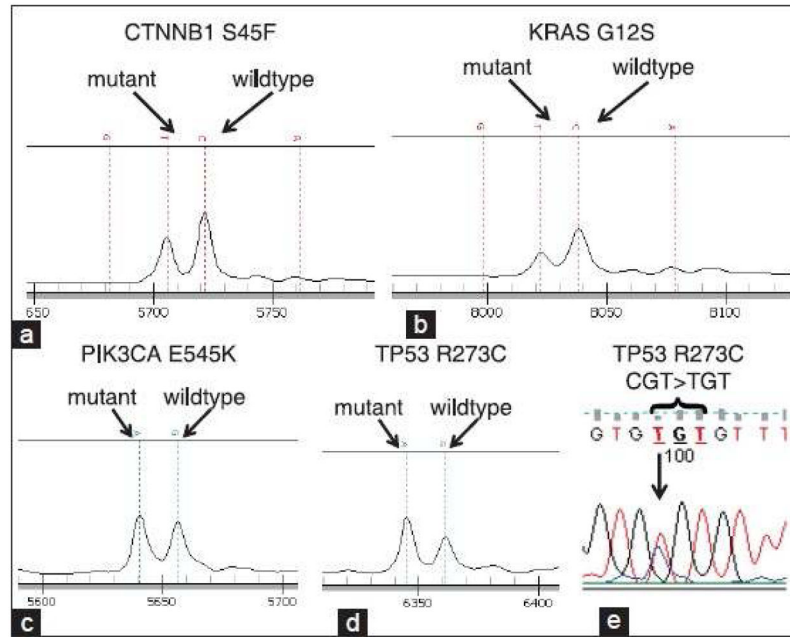 CTNNB1 S45F
mutant wildtype
G T C A
650 5700 5750
a
KRAS G12S
mutant wildtype
G T C A
8000 8050 8100
b
PIK3CA E545K
mutant wildtype
A G
5600 5650 5700
c
TP53 R273C
mutant wildtype
A G
6350 6400
d
TP53 R273C
CGT>TGT
G T G T G T G T T
100
e